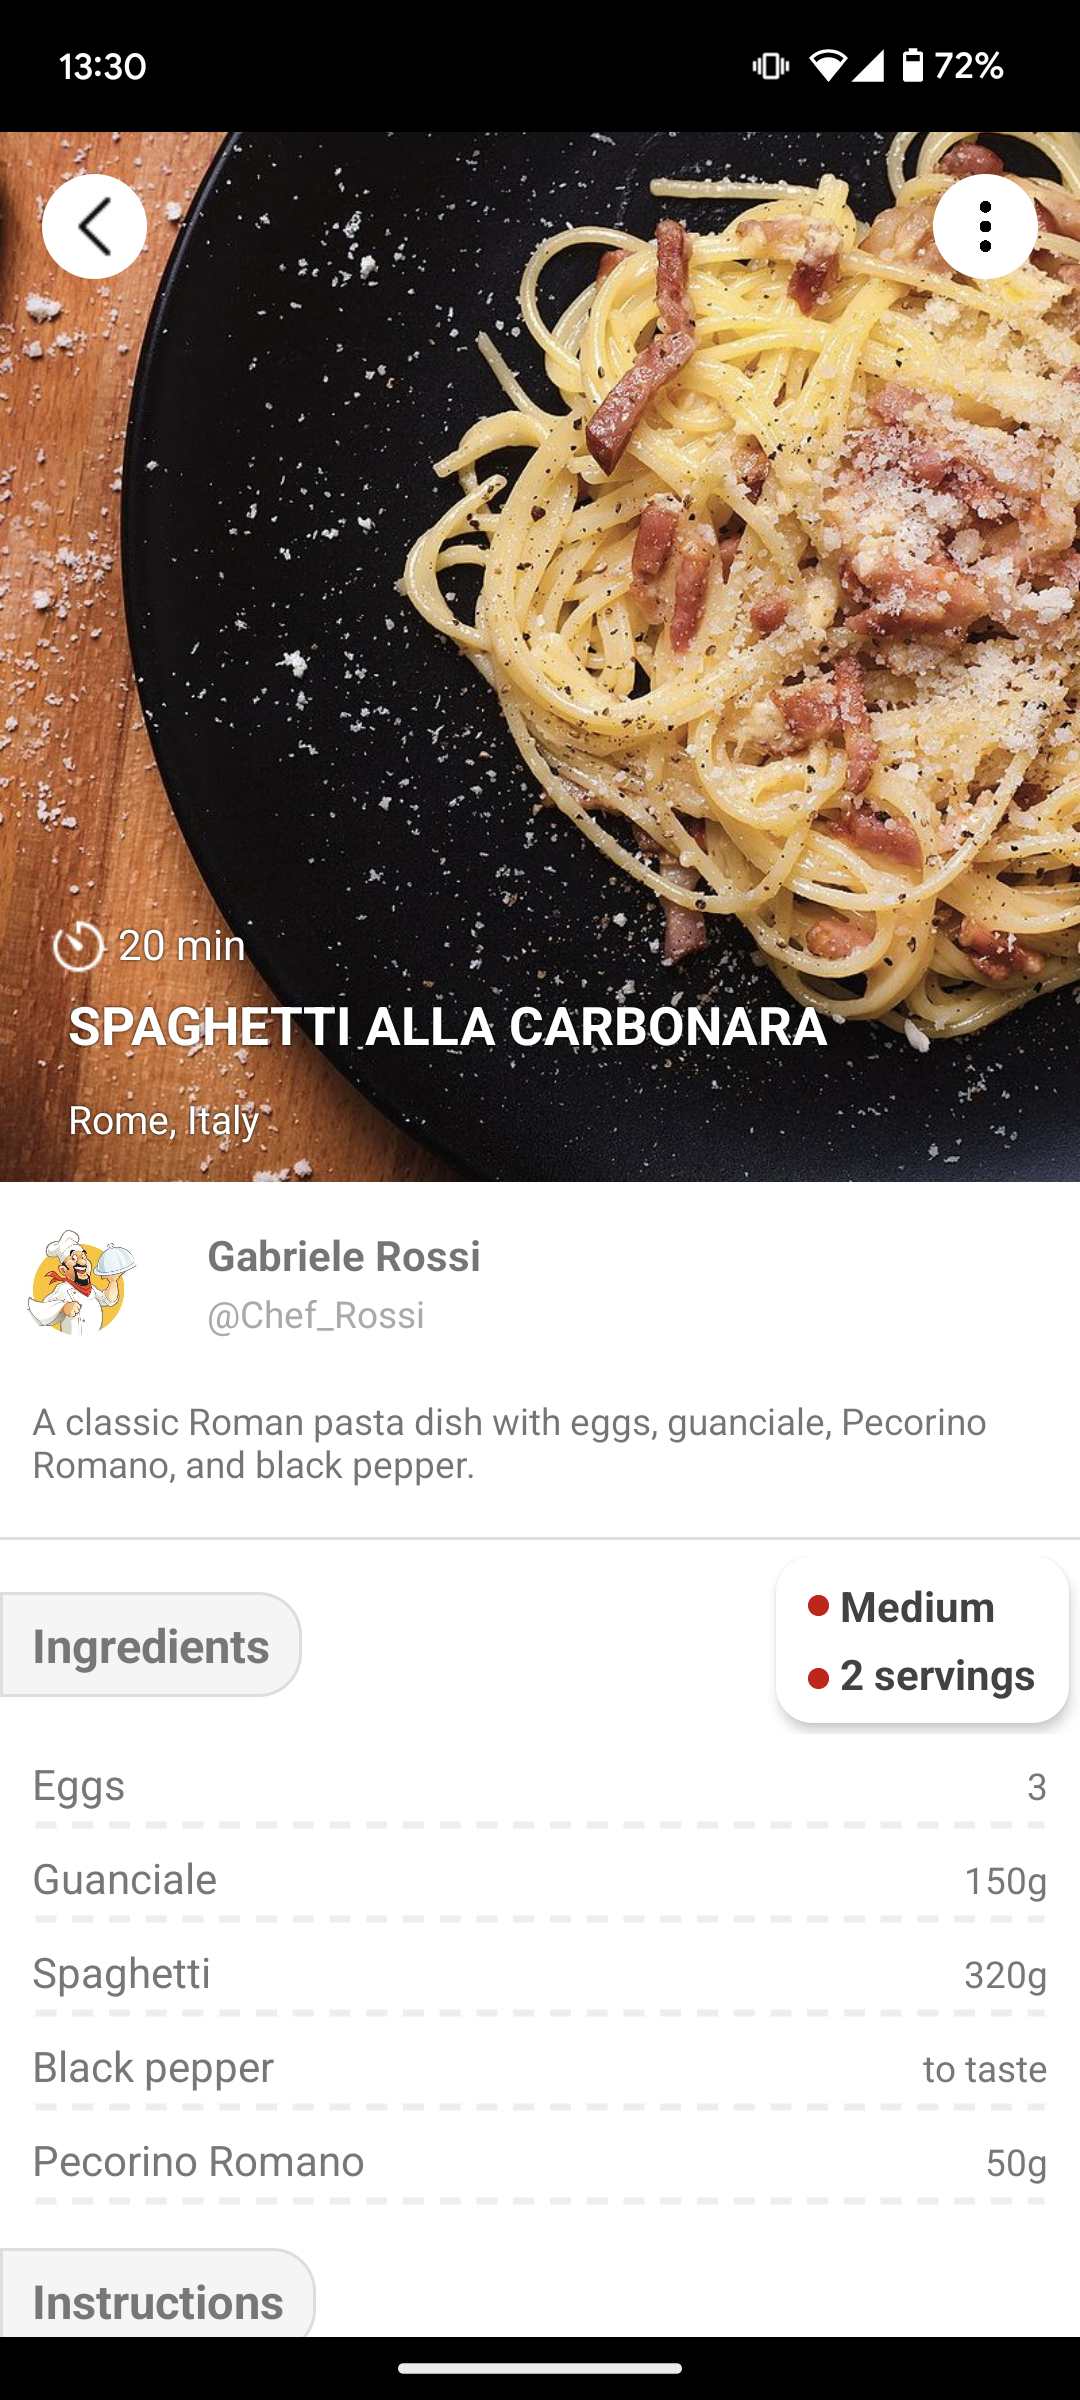 13:30
72%
20 min
SPAGHETTI ALLA CARBONARA
Rome, Italy
Gabriele Rossi
@Chef_Rossi
A classic Roman pasta dish with eggs, guanciale, Pecorino
Romano, and black pepper.
Ingredients
Medium
2 servings
Eggs 3
Guanciale 150g
Spaghetti 320g
Black pepper to taste
Pecorino Romano 50g
Instructions